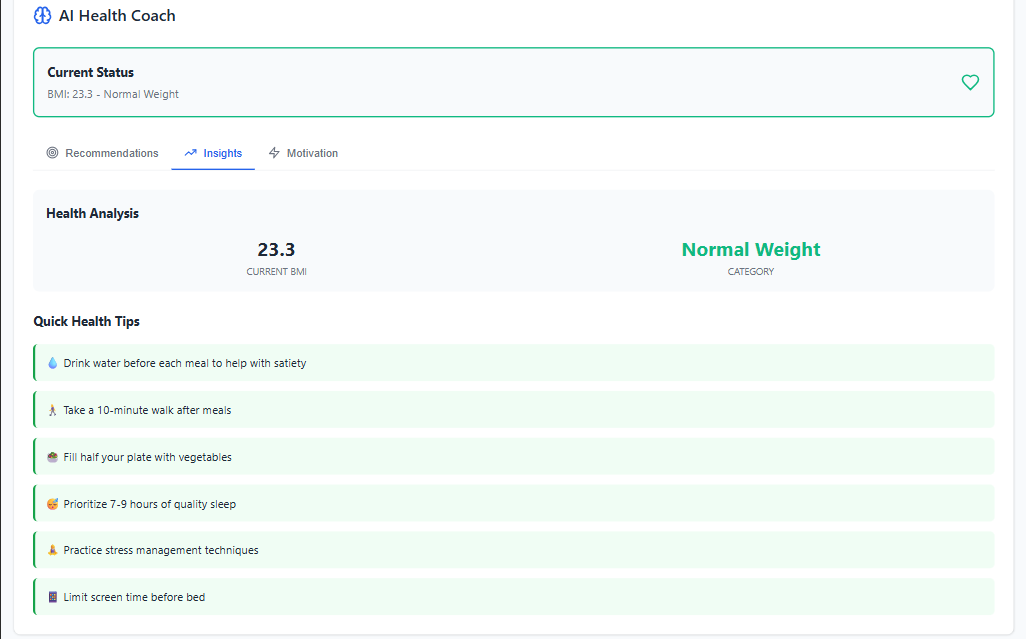 AI Health Coach
Current Status
BMI: 23.3 - Normal Weight
Recommendations Insights Motivation
Health Analysis
23.3 Normal Weight
CURRENT BMI CATEGORY
Quick Health Tips
💧 Drink water before each meal to help with satiety
🚶 Take a 10-minute walk after meals
🥗 Fill half your plate with vegetables
😴 Prioritize 7-9 hours of quality sleep
🧘 Practice stress management techniques
📱 Limit screen time before bed